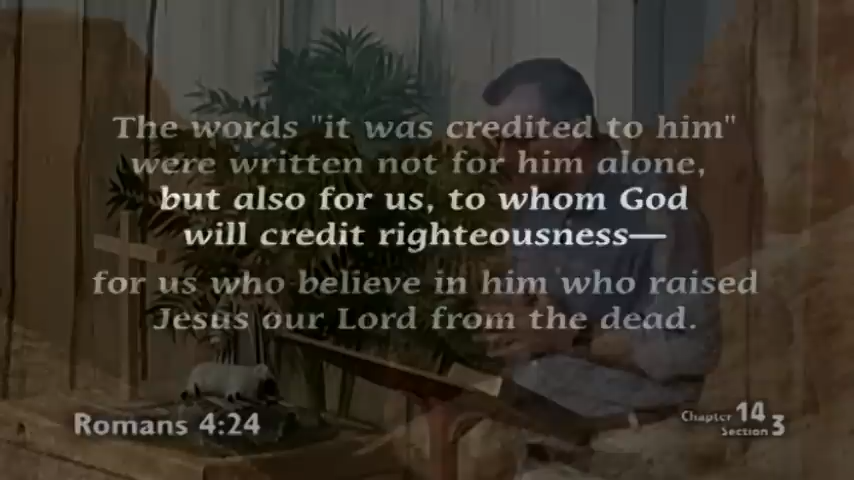 The words "it was credited to him"
were written not for him alone,
but also for us, to whom God
will credit righteousness—
for us who believe in him who raised
Jesus our Lord from the dead.
Romans 4:24
Chapter 14
Section 3